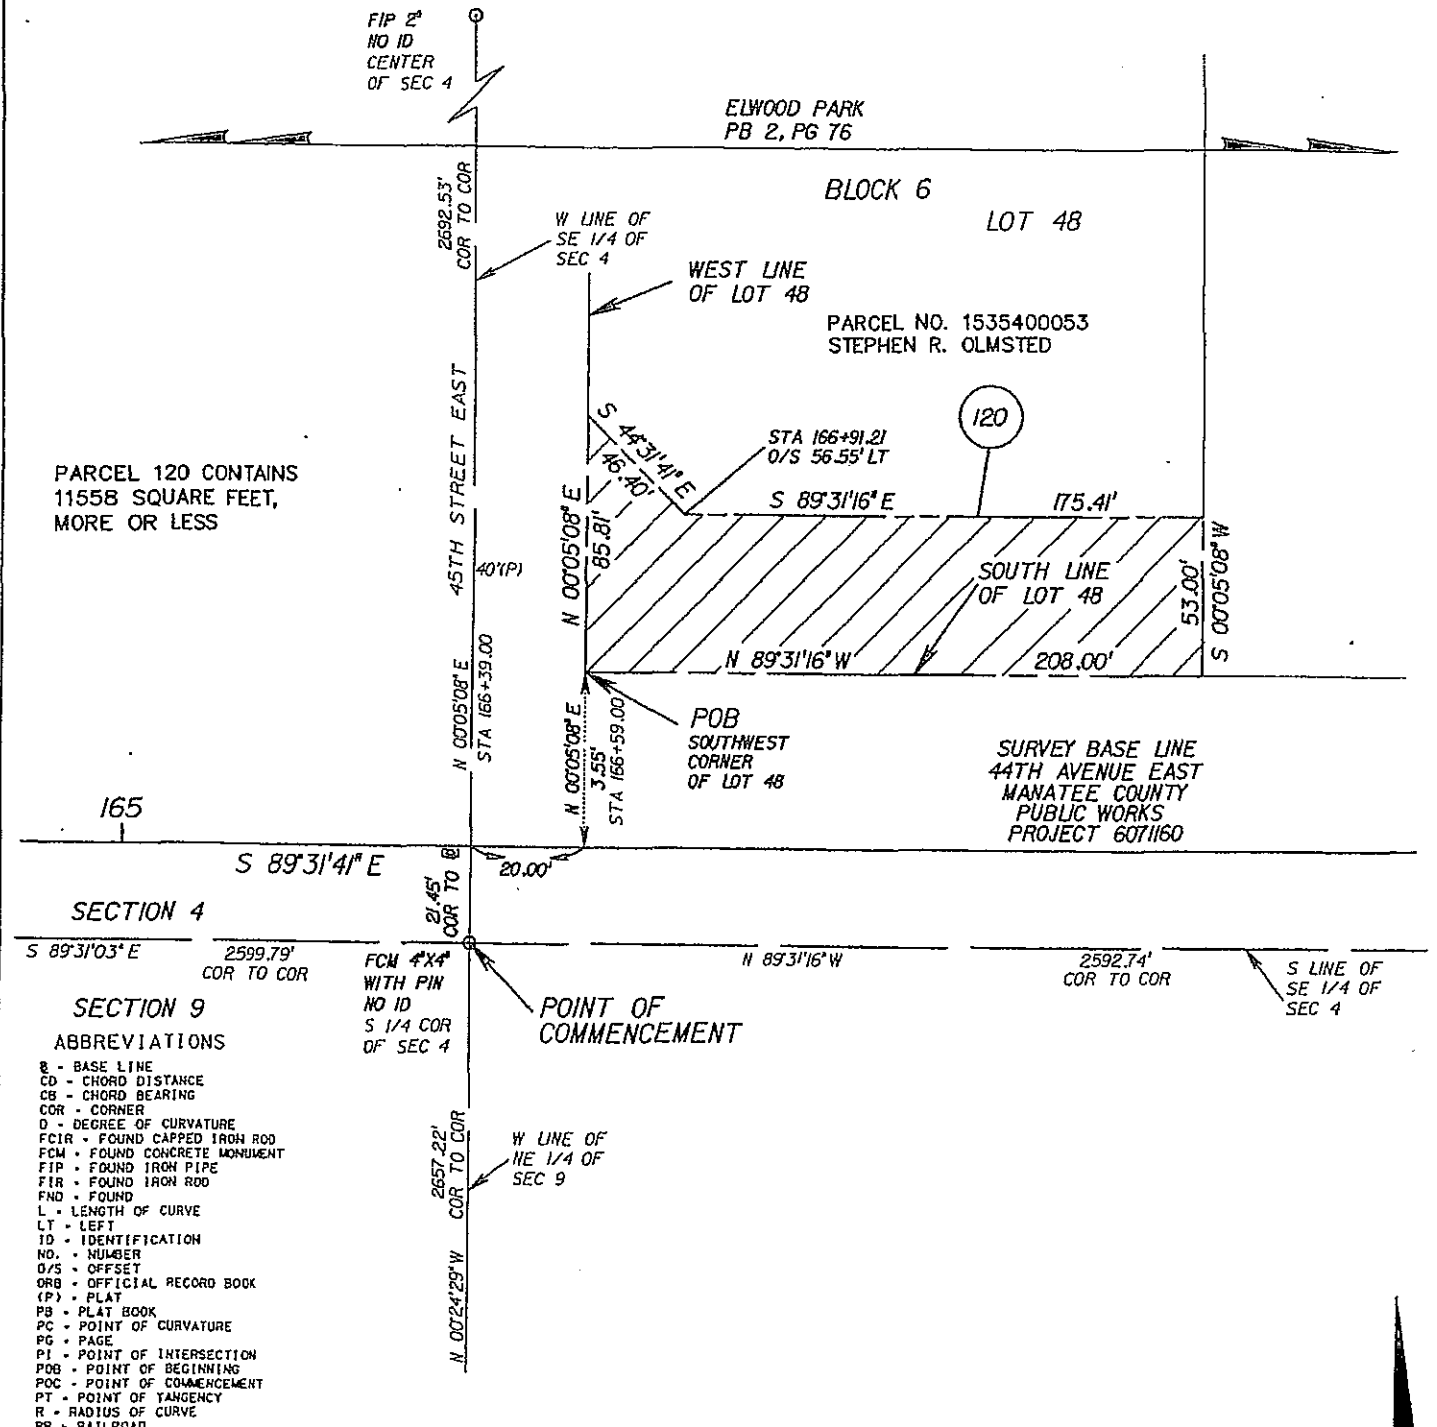 FIP 2"
NO ID
CENTER
OF SEC 4
ELWOOD PARK
PB 2, PG 76
BLOCK 6
LOT 48
2692.53'
COR TO COR
W LINE OF
SE 1/4 OF
SEC 4
WEST LINE
OF LOT 48
PARCEL NO. 1535400053
STEPHEN R. OLMSTED
120
45TH STREET EAST
S 44°31'41" E
46.40'
STA 166+91.21
O/S 56.55' LT
PARCEL 120 CONTAINS
11558 SQUARE FEET,
MORE OR LESS
S 89°31'16" E
175.41'
N 00°05'08" E
85.81'
40'(P)
SOUTH LINE
OF LOT 48
53.00'
S 00°05'08" W
N 89°31'16" W
208.00'
N 00°05'08" E
STA 166+39.00
N 00°05'08" E
3.55'
STA 166+59.00
POB
SOUTHWEST
CORNER
OF LOT 48
SURVEY BASE LINE
44TH AVENUE EAST
MANATEE COUNTY
PUBLIC WORKS
PROJECT 6071160
165
S 89°31'41" E
20.00'
21.45'
COR TO B
SECTION 4
S 89°31'03" E
2599.79'
COR TO COR
FCM 4"X4"
WITH PIN
NO ID
S 1/4 COR
OF SEC 4
N 89°31'16" W
2592.74'
COR TO COR
S LINE OF
SE 1/4 OF
SEC 4
SECTION 9
POINT OF
COMMENCEMENT
ABBREVIATIONS
B - BASE LINE
CD - CHORD DISTANCE
CB - CHORD BEARING
COR - CORNER
D - DEGREE OF CURVATURE
FCIR - FOUND CAPPED IRON ROD
FCM - FOUND CONCRETE MONUMENT
FIP - FOUND IRON PIPE
FIR - FOUND IRON ROD
FND - FOUND
L - LENGTH OF CURVE
LT - LEFT
ID - IDENTIFICATION
NO. - NUMBER
O/S - OFFSET
ORB - OFFICIAL RECORD BOOK
(P) - PLAT
PB - PLAT BOOK
PC - POINT OF CURVATURE
PG - PAGE
PI - POINT OF INTERSECTION
POB - POINT OF BEGINNING
POC - POINT OF COMMENCEMENT
PT - POINT OF TANGENCY
R - RADIUS OF CURVE
RR - RAILROAD
2657.22'
COR TO COR
W LINE OF
NE 1/4 OF
SEC 9
N 00°24'29" W